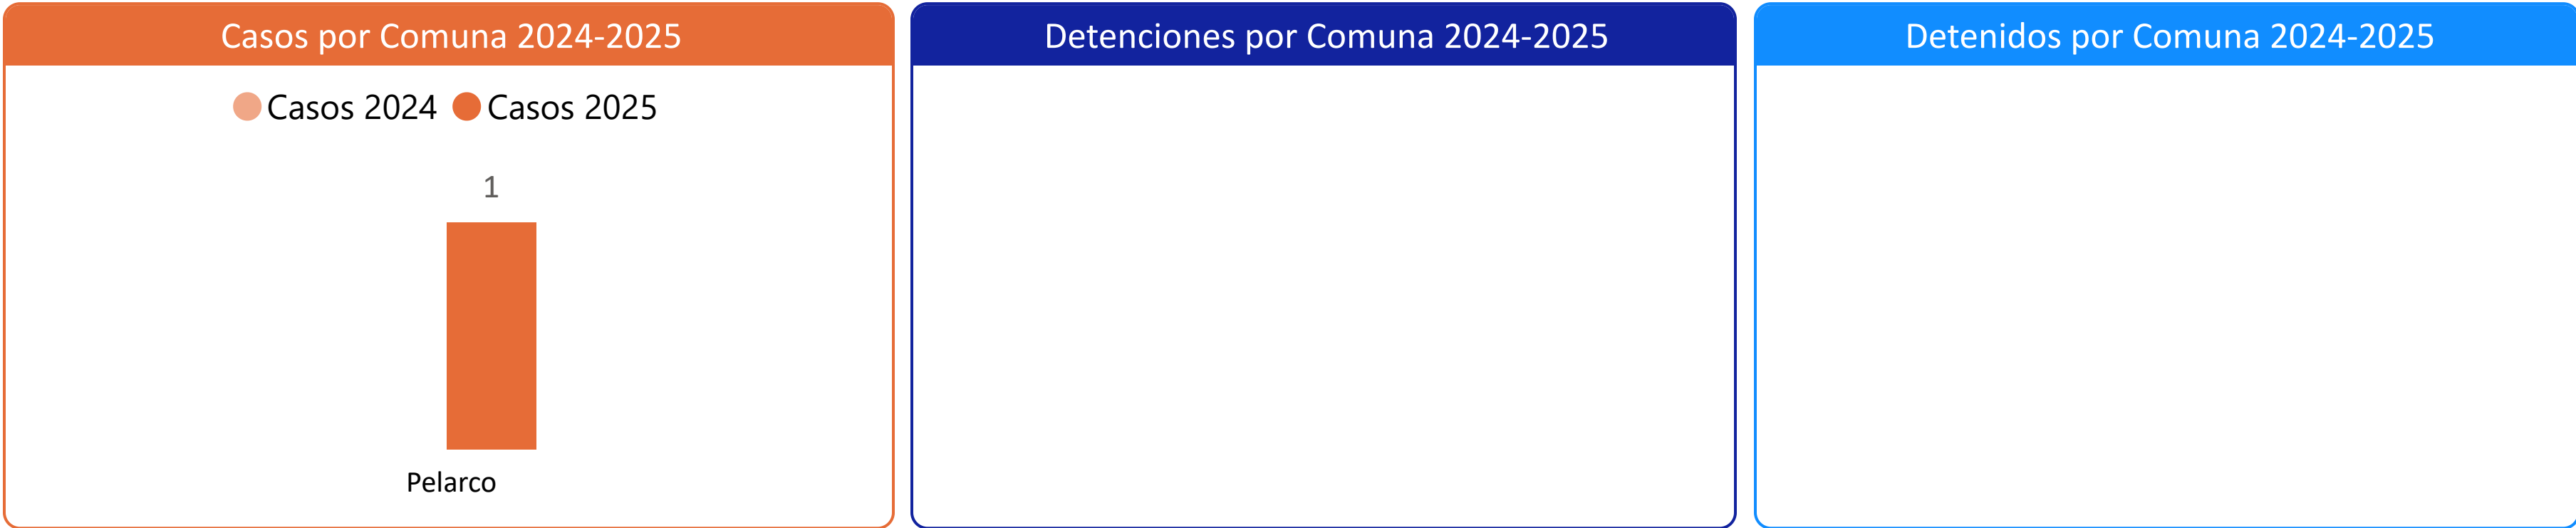 Casos por Comuna 2024-2025
Casos 2024 Casos 2025
1
Pelarco
Detenciones por Comuna 2024-2025
Detenidos por Comuna 2024-2025